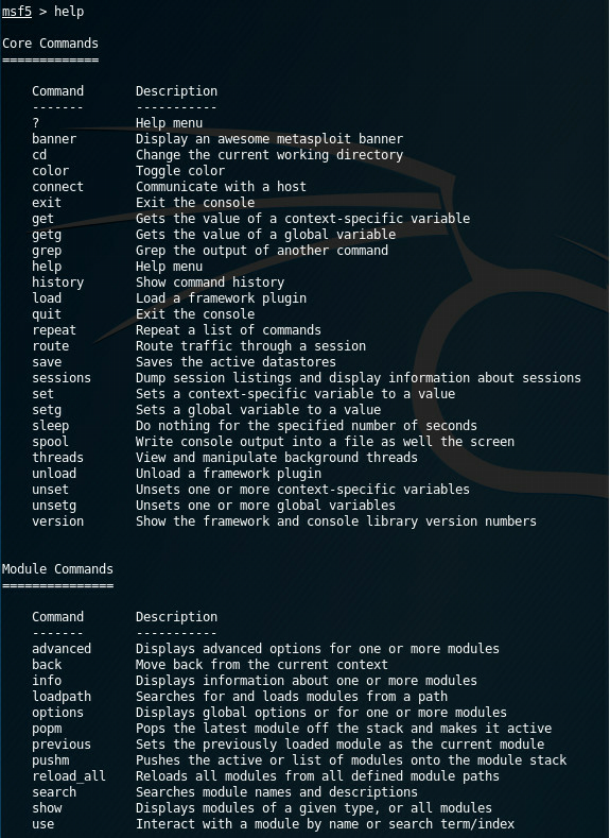 msf5 > help
Core Commands
=============
Command Description
------- -----------
? Help menu
banner Display an awesome metasploit banner
cd Change the current working directory
color Toggle color
connect Communicate with a host
exit Exit the console
get Gets the value of a context-specific variable
getg Gets the value of a global variable
grep Grep the output of another command
help Help menu
history Show command history
load Load a framework plugin
quit Exit the console
repeat Repeat a list of commands
route Route traffic through a session
save Saves the active datastores
sessions Dump session listings and display information about sessions
set Sets a context-specific variable to a value
setg Sets a global variable to a value
sleep Do nothing for the specified number of seconds
spool Write console output into a file as well the screen
threads View and manipulate background threads
unload Unload a framework plugin
unset Unsets one or more context-specific variables
unsetg Unsets one or more global variables
version Show the framework and console library version numbers
Module Commands
===============
Command Description
------- -----------
advanced Displays advanced options for one or more modules
back Move back from the current context
info Displays information about one or more modules
loadpath Searches for and loads modules from a path
options Displays global options or for one or more modules
popm Pops the latest module off the stack and makes it active
previous Sets the previously loaded module as the current module
pushm Pushes the active or list of modules onto the module stack
reload_all Reloads all modules from all defined module paths
search Searches module names and descriptions
show Displays modules of a given type, or all modules
use Interact with a module by name or search term/index